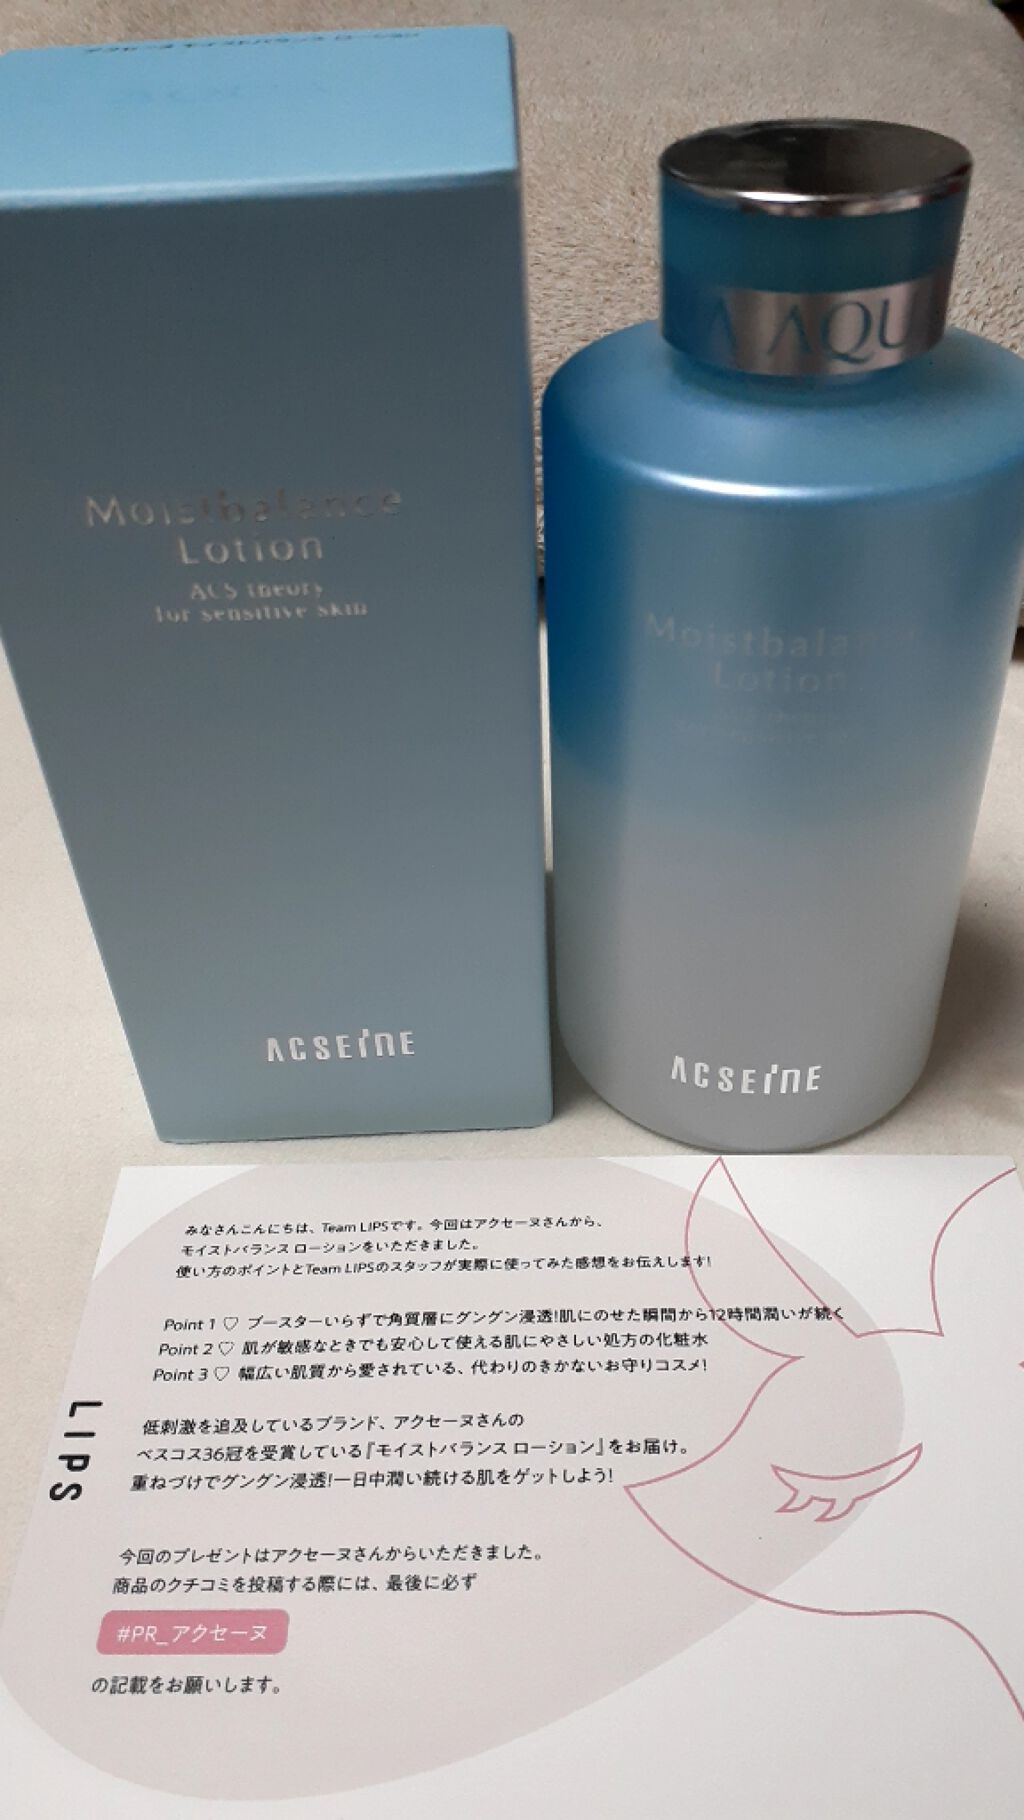 Moistbalance
Lotion
ACS theory
for sensitive skin
ACSEINE
A AQU
Moistbalance
Lotion
ACSEINE
みなさんこんにちは、Team LIPSです。今回はアクセーヌさんから、
モイストバランス ローションをいただきました。
使い方のポイントとTeam LIPSのスタッフが実際に使ってみた感想をお伝えします!
Point 1 ♡ ブースターいらずで角質層にグングン浸透!肌にのせた瞬間から12時間潤いが続く
Point 2 ♡ 肌が敏感なときでも安心して使える肌にやさしい処方の化粧水
Point 3 ♡ 幅広い肌質から愛されている、代わりのきかないお守りコスメ!
低刺激を追及しているブランド、アクセーヌさんの
ベスコス36冠を受賞している『モイストバランス ローション』をお届け。
重ねづけでグングン浸透!一日中潤い続ける肌をゲットしよう!
LIPS
今回のプレゼントはアクセーヌさんからいただきました。
商品のクチコミを投稿する際には、最後に必ず
#PR_アクセーヌ
の記載をお願いします。